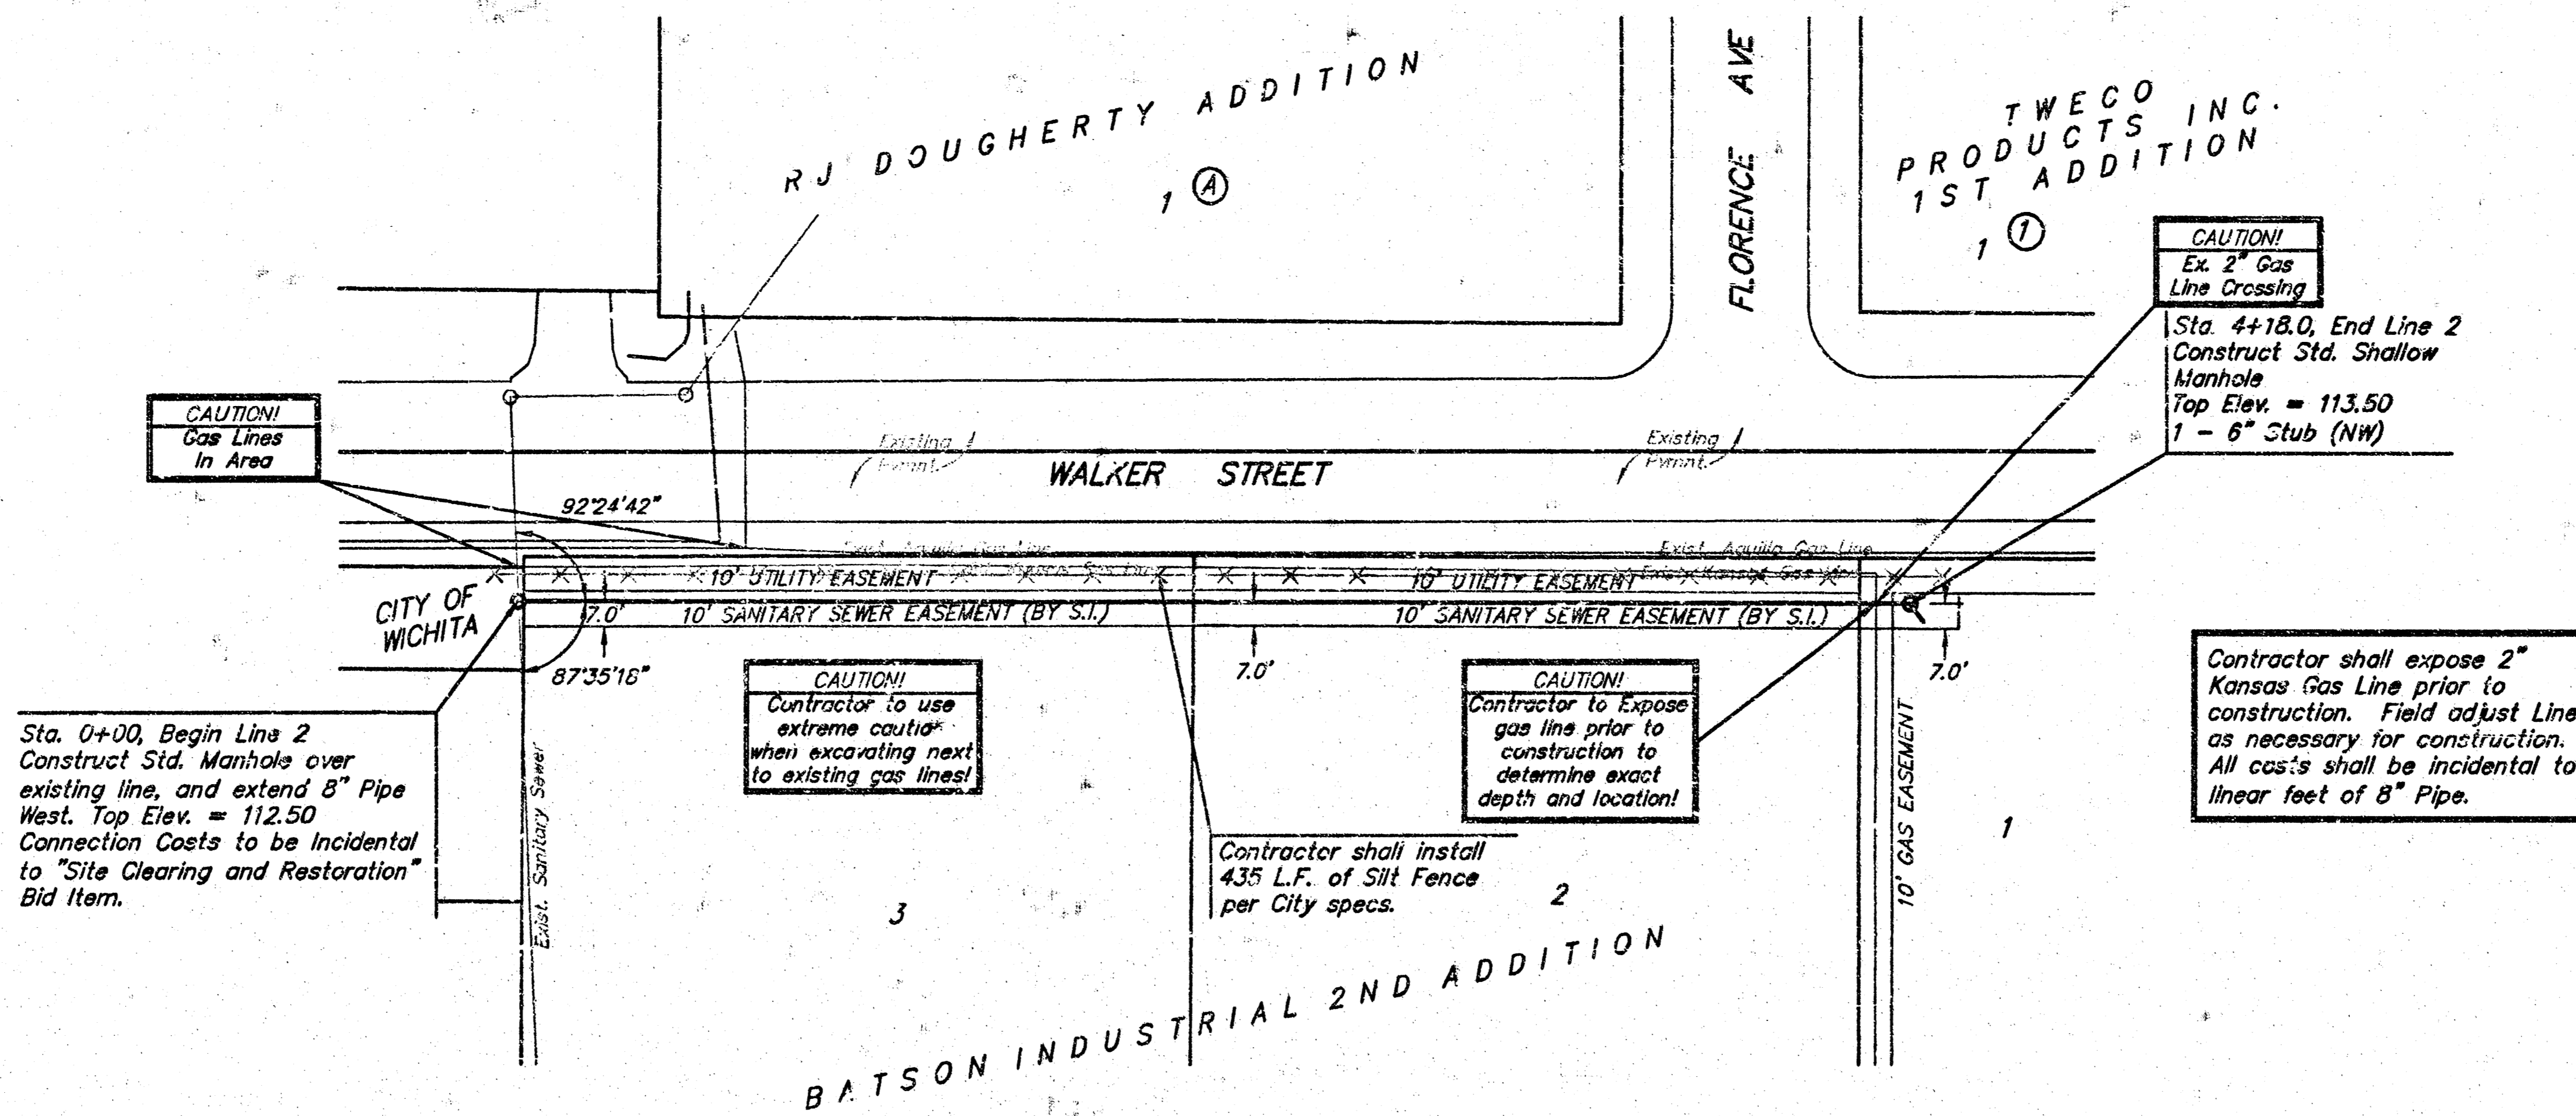 RJ DOUGHERTY ADDITION
1 A
FLORENCE AVE
TWECO
PRODUCTS INC.
1ST ADDITION
1 1
CAUTION!
Ex. 2" Gas
Line Crossing
Sta. 4+18.0, End Line 2
Construct Std. Shallow
Manhole
Top Elev. = 113.50
1 - 6" Stub (NW)
CAUTION!
Gas Lines
In Area
Existing
Pvmnt.
WALKER STREET
Existing
Pvmnt.
92°24'42"
Exist. Aquila Gas Line
Exist. Aquila Gas Line
10' UTILITY EASEMENT
10' UTILITY EASEMENT
Exist. Kansas Gas
CITY OF
WICHITA
7.0'
10' SANITARY SEWER EASEMENT (BY S.I.)
10' SANITARY SEWER EASEMENT (BY S.I.)
87°35'18"
7.0'
7.0'
Sta. 0+00, Begin Line 2
Construct Std. Manhole over
existing line, and extend 8" Pipe
West. Top Elev. = 112.50
Connection Costs to be Incidental
to "Site Clearing and Restoration"
Bid Item.
Exist. Sanitary Sewer
CAUTION!
Contractor to use
extreme caution
when excavating next
to existing gas lines!
CAUTION!
Contractor to Expose
gas line prior to
construction to
determine exact
depth and location!
Contractor shall expose 2"
Kansas Gas Line prior to
construction. Field adjust Line
as necessary for construction.
All costs shall be incidental to
linear feet of 8" Pipe.
Contractor shall install
435 L.F. of Silt Fence
per City specs.
10' GAS EASEMENT
3
2
1
BATSON INDUSTRIAL 2ND ADDITION